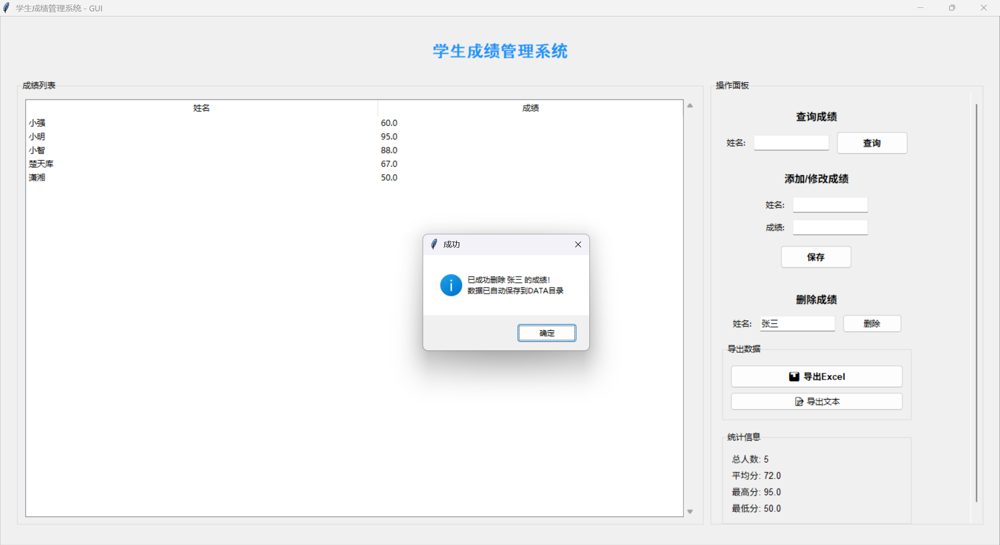 学生成绩管理系统 - GUI
学生成绩管理系统
成绩列表
姓名 成绩
小强 60.0
小明 95.0
小智 88.0
楚天库 67.0
潇湘 50.0
操作面板
查询成绩
姓名: 查询
添加/修改成绩
姓名:
成绩:
保存
删除成绩
姓名: 张三 删除
导出数据
导出Excel
导出文本
统计信息
总人数: 5
平均分: 72.0
最高分: 95.0
最低分: 50.0
成功
已成功删除 张三 的成绩!
数据已自动保存到DATA目录
确定